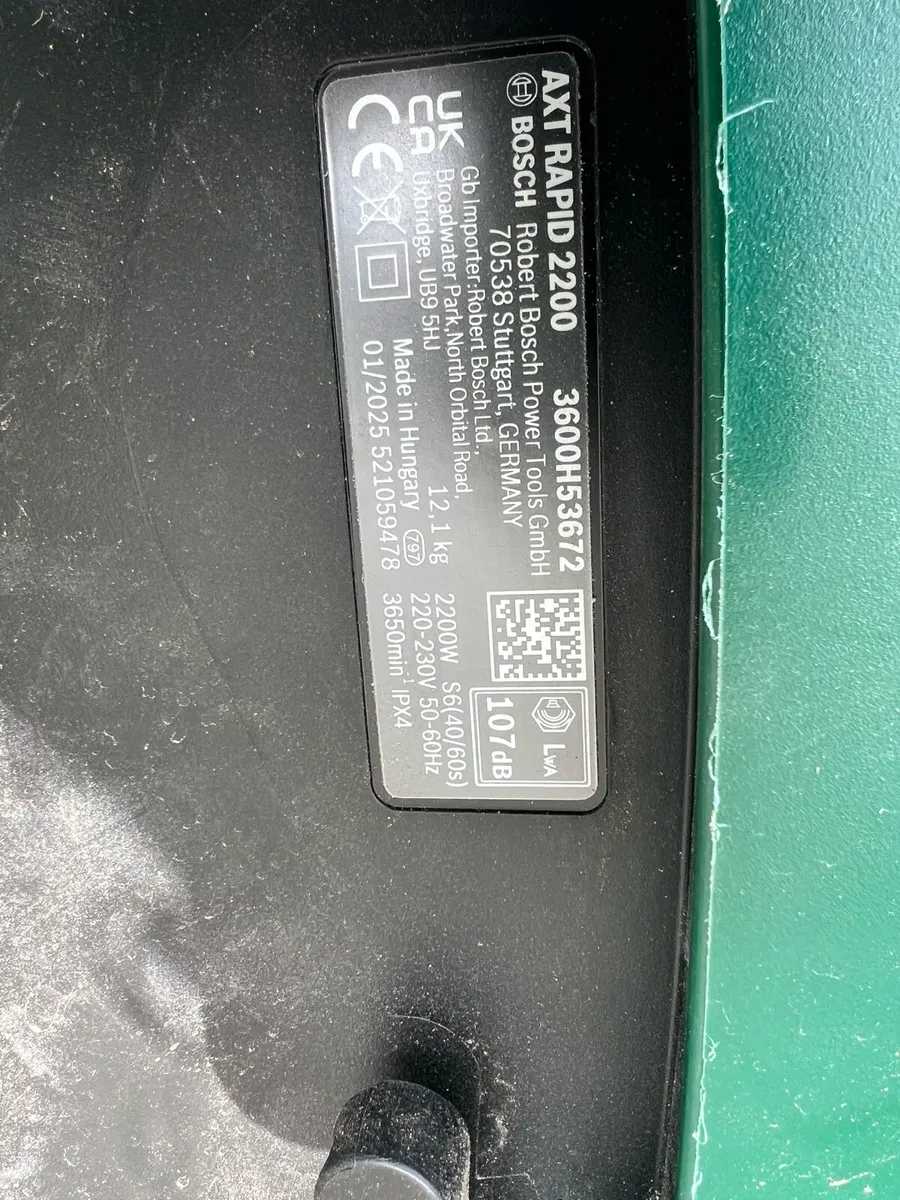 AXT RAPID 2200 3600H53672
BOSCH Robert Bosch Power Tools GmbH
70538 Stuttgart, GERMANY
UK
CA
Gb Importer:Robert Bosch Ltd.,
Broadwater Park,North Orbital Road,
Uxbridge, UB9 5HJ
12,1 kg
CE
Made in Hungary 797
01/2025 521059478
LWA
107dB
2200W S6(40/60s)
220-230V 50-60Hz
3650min-1 IPX4